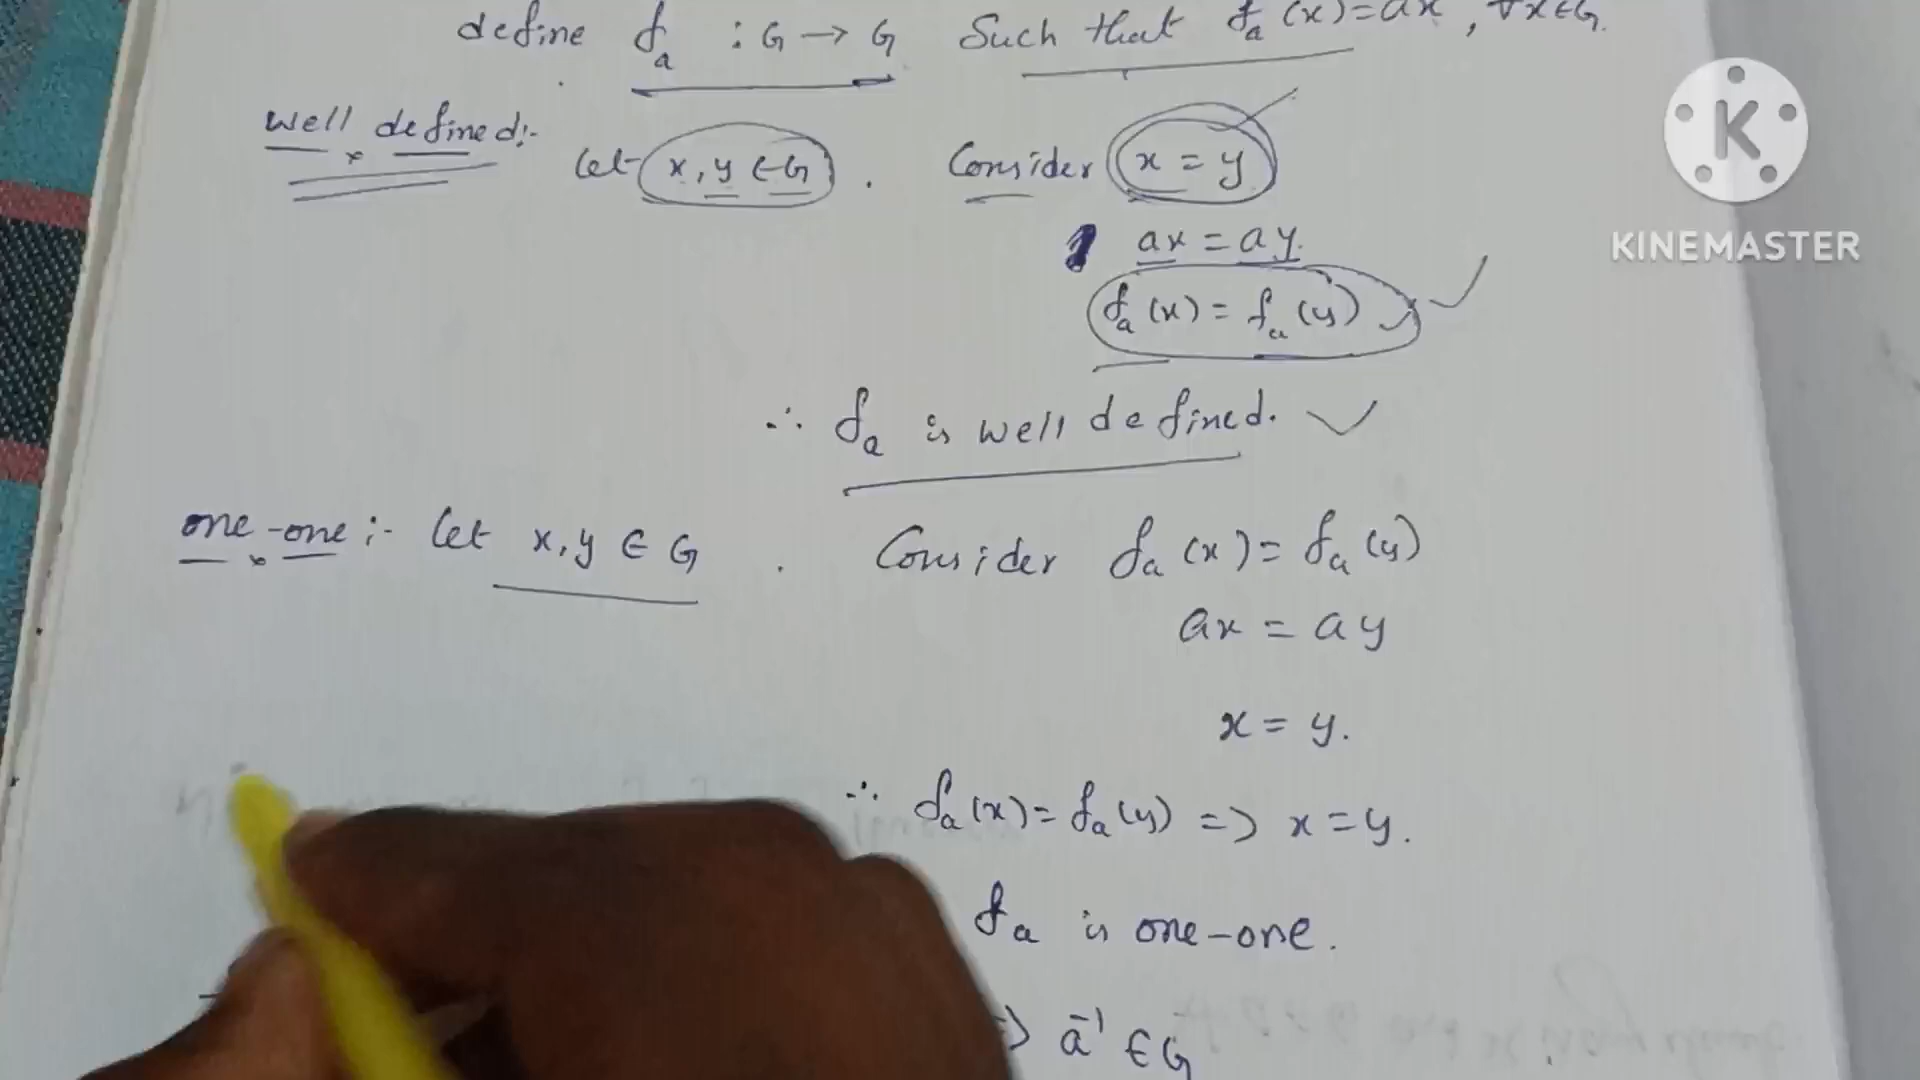 define fₐ : G → G Such that fₐ (x) = ax , ∀x∈G.
well defined:- Let x, y ∈ G . Consider x = y
ax = ay.
fₐ (x) = fₐ (y)
∴ fₐ is well defined.
one-one :- Let x, y ∈ G . Consider fₐ (x) = fₐ (y)
ax = ay
x = y.
∴ fₐ (x) = fₐ (y) => x = y.
fₐ is one-one.
=> a⁻¹ ∈ G
K
KINEMASTER